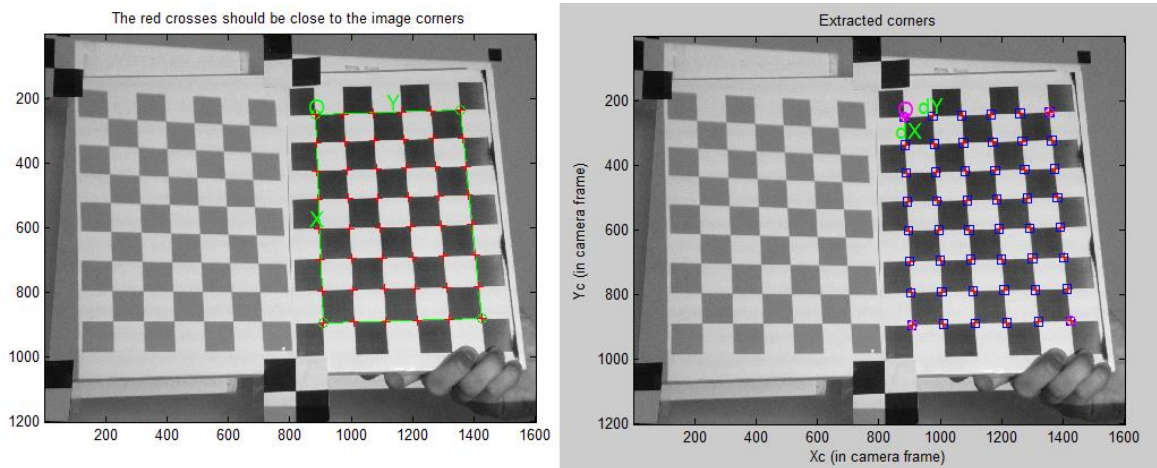 The red crosses should be close to the image corners
O
Y
X
200
400
600
800
1000
1200
200 400 600 800 1000 1200 1400 1600
Extracted corners
O
dY
dX
Yc (in camera frame)
200
400
600
800
1000
1200
200 400 600 800 1000 1200 1400 1600
Xc (in camera frame)